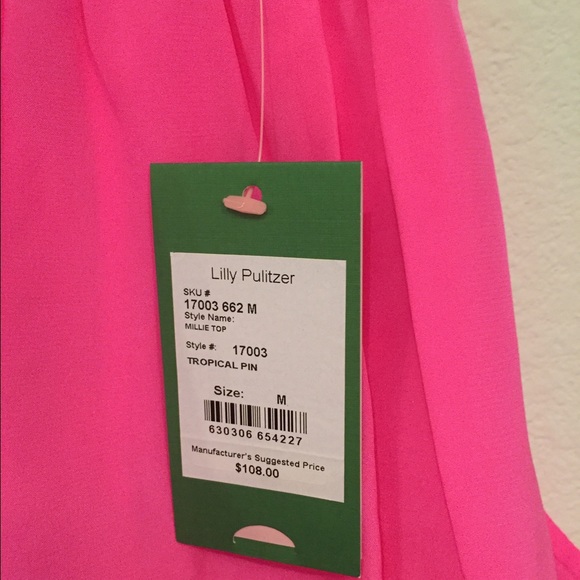 Lilly Pulitzer
SKU #
17003 662 M
Style Name:
MILLIE TOP
Style #: 17003
TROPICAL PIN
Size: M
630306 654227
Manufacturer's Suggested Price
$108.00